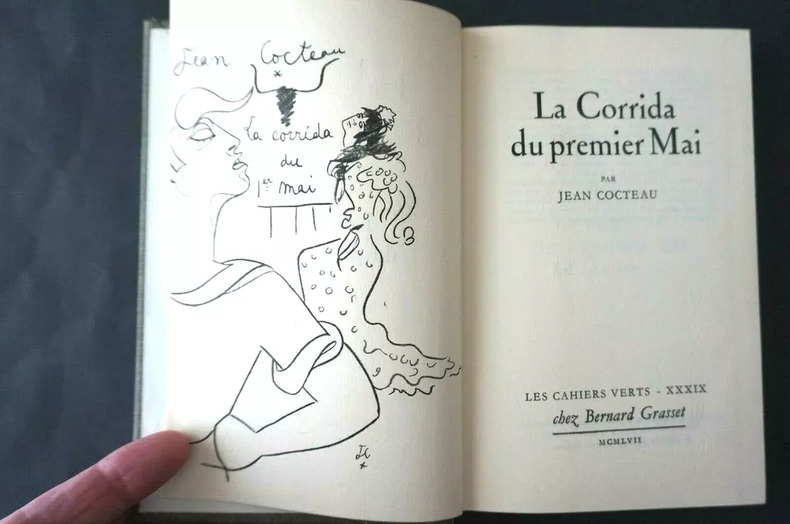 Jean Cocteau
La corrida
du
1er mai
JC
La Corrida
du premier Mai
PAR
JEAN COCTEAU
LES CAHIERS VERTS - XXXIX
chez Bernard Grasset
MCMLVII